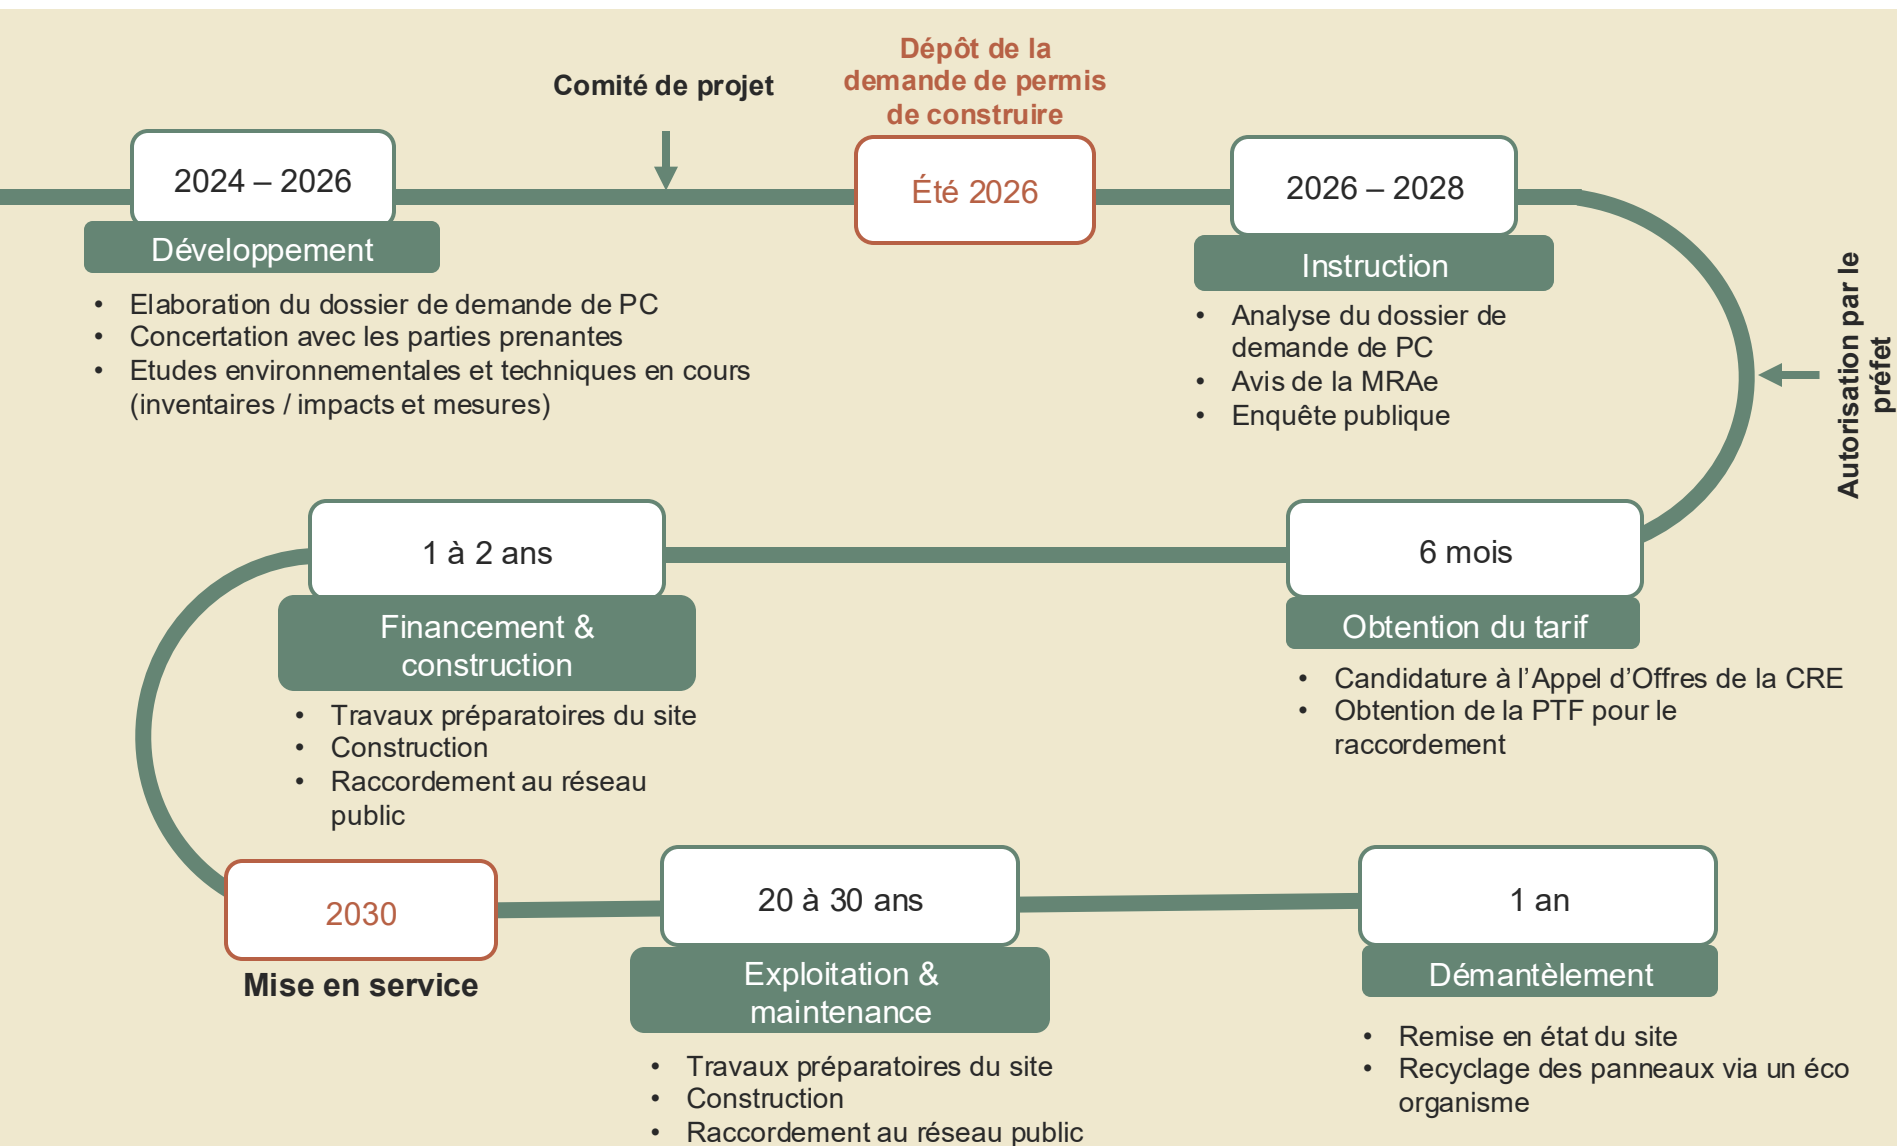 Comité de projet
Dépôt de la
demande de permis
de construire
2024 – 2026
Développement
• Elaboration du dossier de demande de PC
• Concertation avec les parties prenantes
• Etudes environnementales et techniques en cours
(inventaires / impacts et mesures)
Été 2026
2026 – 2028
Instruction
• Analyse du dossier de
demande de PC
• Avis de la MRAe
• Enquête publique
Autorisation par le
préfet
6 mois
Obtention du tarif
• Candidature à l’Appel d’Offres de la CRE
• Obtention de la PTF pour le
raccordement
1 à 2 ans
Financement &
construction
• Travaux préparatoires du site
• Construction
• Raccordement au réseau
public
2030
Mise en service
20 à 30 ans
Exploitation &
maintenance
• Travaux préparatoires du site
• Construction
• Raccordement au réseau public
1 an
Démantèlement
• Remise en état du site
• Recyclage des panneaux via un éco
organisme